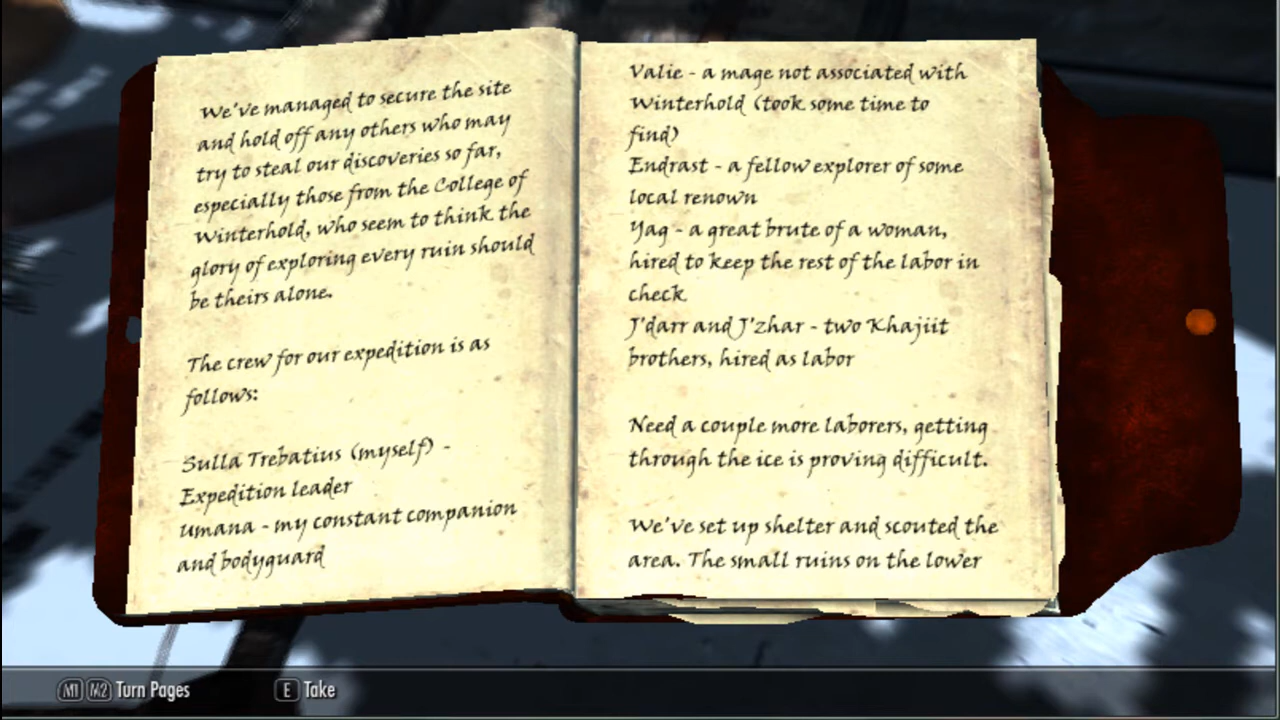 We've managed to secure the site
and hold off any others who may
try to steal our discoveries so far,
especially those from the College of
Winterhold, who seem to think the
glory of exploring every ruin should
be theirs alone.
The crew for our expedition is as
follows:
Sulla Trebatius (myself) -
Expedition leader
Umana - my constant companion
and bodyguard
Valie - a mage not associated with
Winterhold (took some time to
find)
Endrast - a fellow explorer of some
local renown
Yag - a great brute of a woman,
hired to keep the rest of the labor in
check
J'darr and J'zhar - two Khajiit
brothers, hired as labor
Need a couple more laborers, getting
through the ice is proving difficult.
We've set up shelter and scouted the
area. The small ruins on the lower
M1 M2 Turn Pages E Take